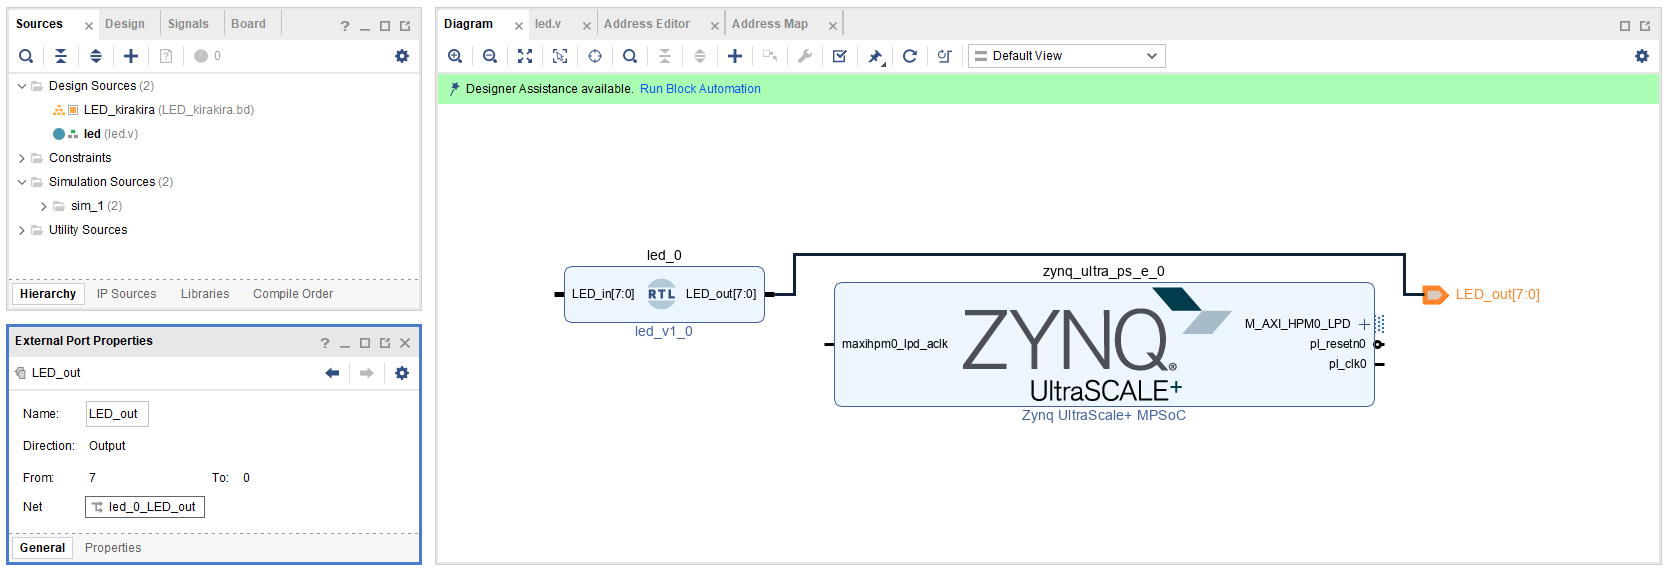 Sources
Design
Signals
Board
?
? 0
Design Sources (2)
LED_kirakira (LED_kirakira.bd)
led (led.v)
Constraints
Simulation Sources (2)
sim_1 (2)
Utility Sources
Hierarchy
IP Sources
Libraries
Compile Order
External Port Properties
?
LED_out
Name: LED_out
Direction: Output
From: 7 To: 0
Net led_0_LED_out
General
Properties
Diagram
led.v
Address Editor
Address Map
Default View
Designer Assistance available. Run Block Automation
led_0
LED_in[7:0] RTL LED_out[7:0]
led_v1_0
zynq_ultra_ps_e_0
maxihpm0_lpd_aclk
ZYNQ®
UltraSCALE+
M_AXI_HPM0_LPD
pl_resetn0
pl_clk0
Zynq UltraScale+ MPSoC
LED_out[7:0]